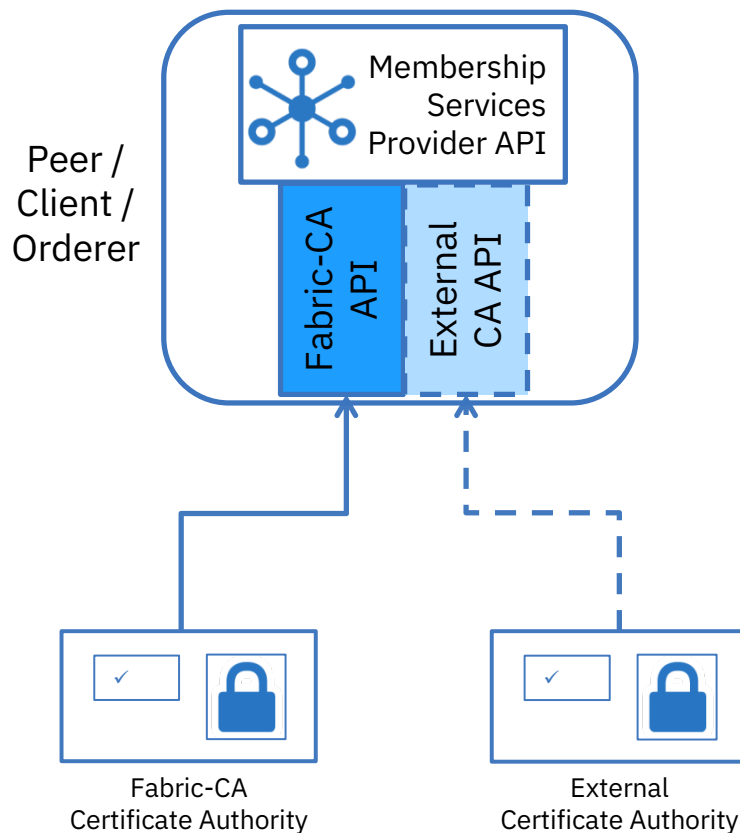 Membership
Services
Provider API
Peer /
Client /
Orderer
Fabric-CA
API
External
CA API
✓
✓
Fabric-CA
Certificate Authority
External
Certificate Authority